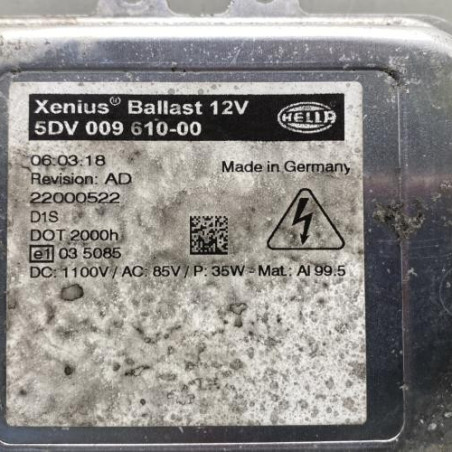 Xenius® Ballast 12V
5DV 009 610-00
HELLA
06:03:18
Made in Germany
Revision: AD
22000522
D1S
DOT 2000h
e1 03 5085
DC: 1100V / AC: 85V / P: 35W - Mat.: Al 99.5